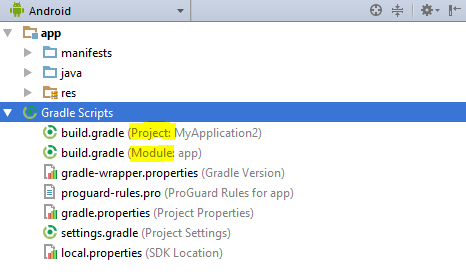 Android
app
manifests
java
res
Gradle Scripts
build.gradle (Project: MyApplication2)
build.gradle (Module: app)
gradle-wrapper.properties (Gradle Version)
proguard-rules.pro (ProGuard Rules for app)
gradle.properties (Project Properties)
settings.gradle (Project Settings)
local.properties (SDK Location)